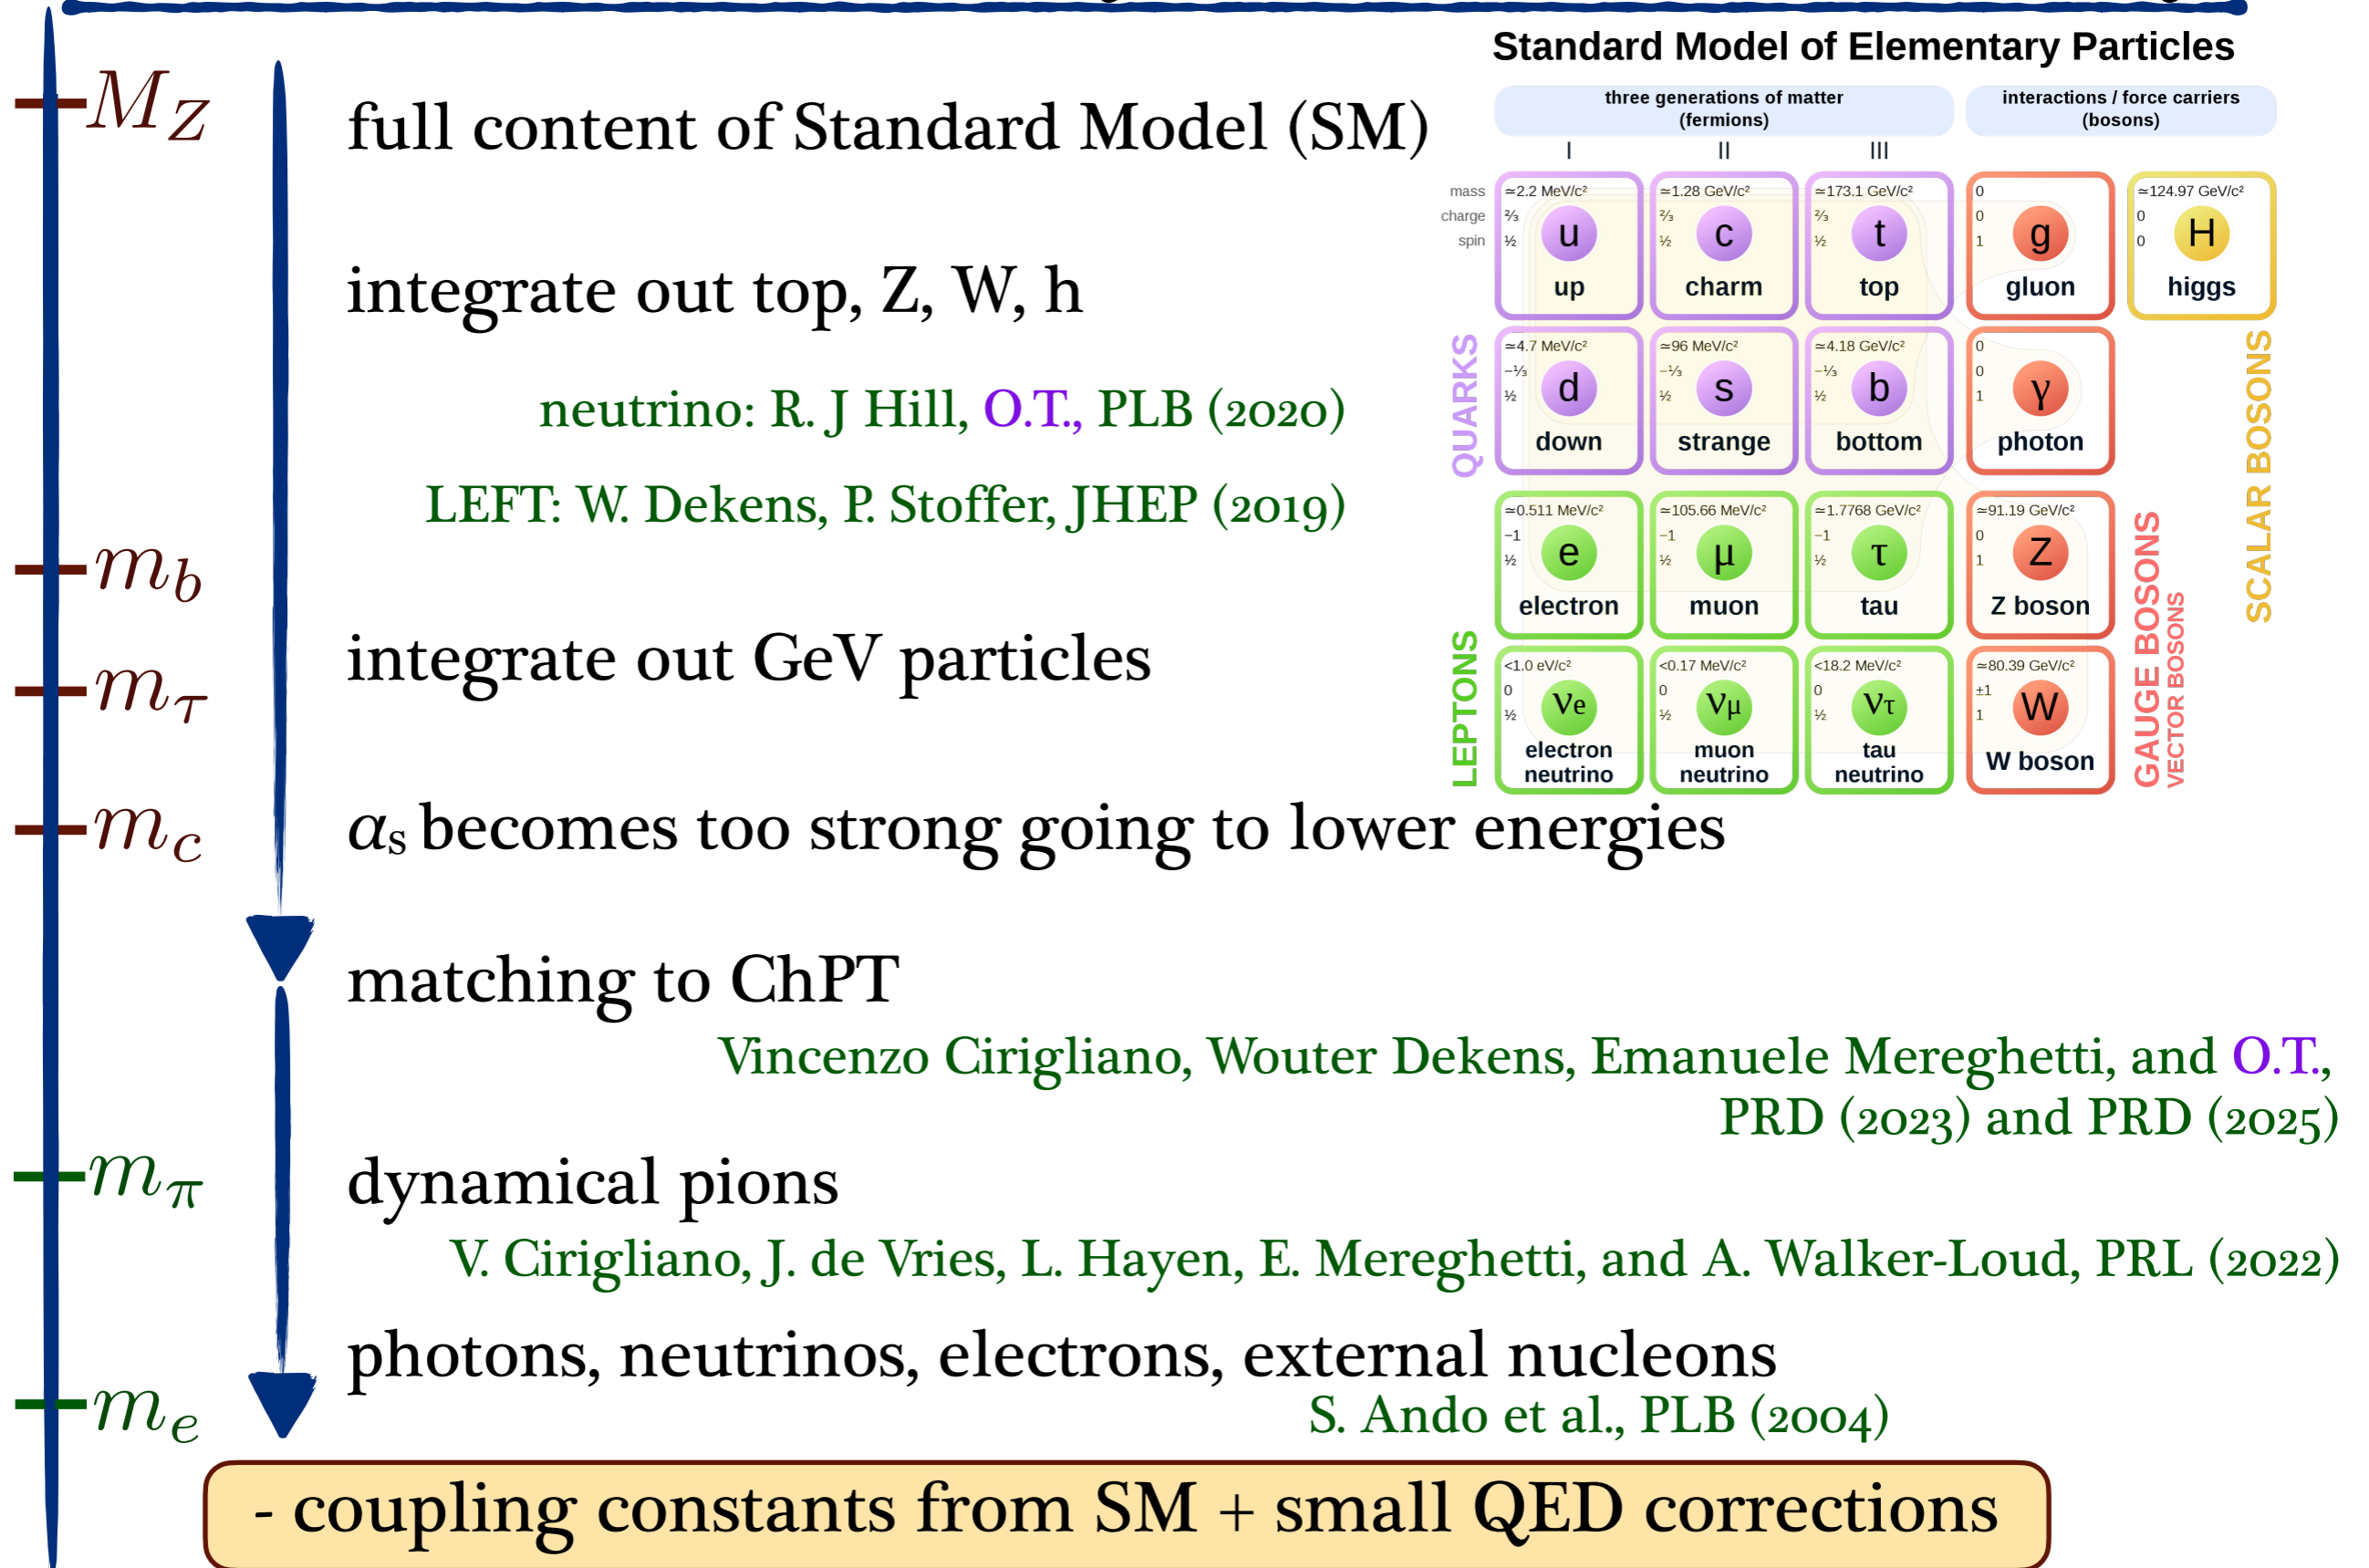 Standard Model of Elementary Particles
three generations of matter
(fermions)
interactions / force carriers
(bosons)
I
II
III
mass
charge
spin
≃2.2 MeV/c²
⅔
½
u
up
≃1.28 GeV/c²
⅔
½
c
charm
≃173.1 GeV/c²
⅔
½
t
top
0
0
1
g
gluon
≃124.97 GeV/c²
0
0
H
higgs
QUARKS
≃4.7 MeV/c²
−⅓
½
d
down
≃96 MeV/c²
−⅓
½
s
strange
≃4.18 GeV/c²
−⅓
½
b
bottom
0
0
1
γ
photon
SCALAR BOSONS
≃0.511 MeV/c²
−1
½
e
electron
≃105.66 MeV/c²
−1
½
μ
muon
≃1.7768 GeV/c²
−1
½
τ
tau
≃91.19 GeV/c²
0
1
Z
Z boson
LEPTONS
<1.0 eV/c²
0
½
νe
electron
neutrino
<0.17 MeV/c²
0
½
νμ
muon
neutrino
<18.2 MeV/c²
0
½
ντ
tau
neutrino
≃80.39 GeV/c²
±1
1
W
W boson
GAUGE BOSONS
VECTOR BOSONS
M_Z
full content of Standard Model (SM)
integrate out top, Z, W, h
neutrino: R. J Hill, O.T., PLB (2020)
LEFT: W. Dekens, P. Stoffer, JHEP (2019)
m_b
integrate out GeV particles
m_τ
m_c
αs becomes too strong going to lower energies
matching to ChPT
Vincenzo Cirigliano, Wouter Dekens, Emanuele Mereghetti, and O.T.,
PRD (2023) and PRD (2025)
m_π
dynamical pions
V. Cirigliano, J. de Vries, L. Hayen, E. Mereghetti, and A. Walker-Loud, PRL (2022)
photons, neutrinos, electrons, external nucleons
m_e
S. Ando et al., PLB (2004)
- coupling constants from SM + small QED corrections